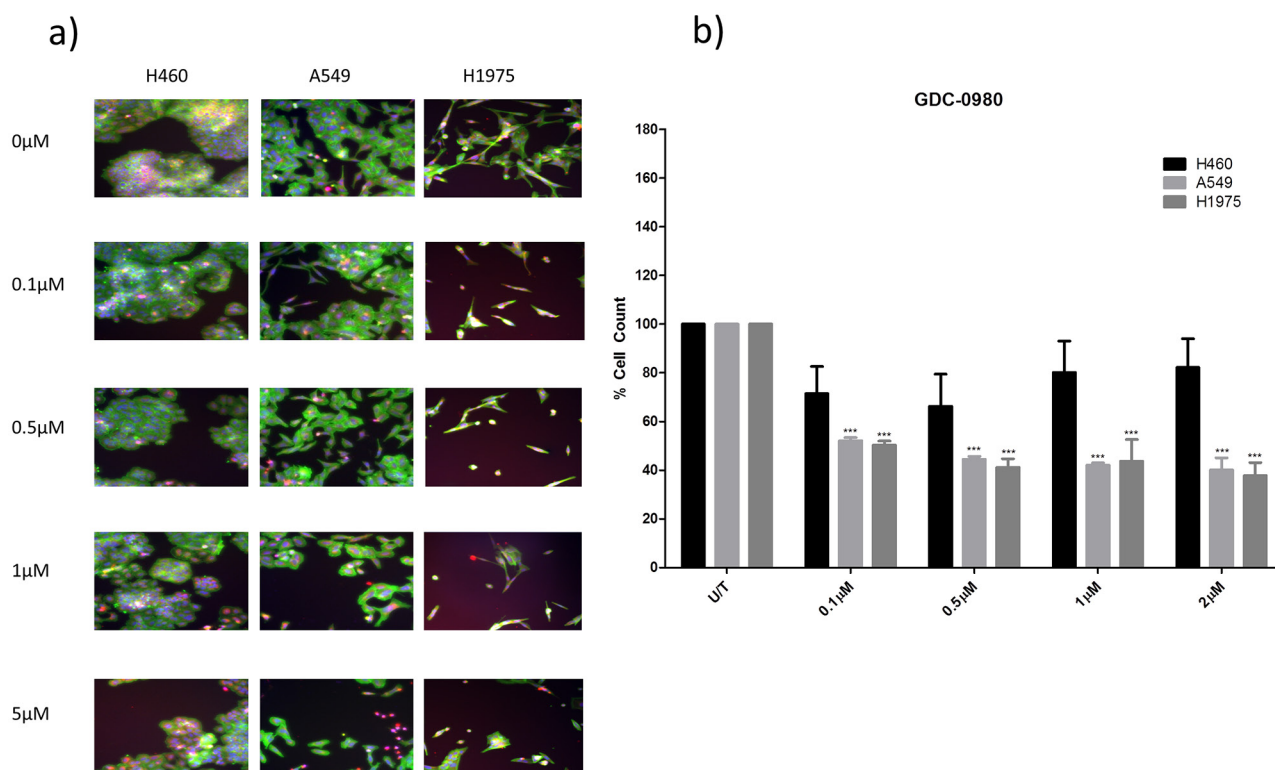 a)
H460 A549 H1975
0µM
0.1µM
0.5µM
1µM
5µM
b)
GDC-0980
180
160
140
120
100
80
60
40
20
0
% Cell Count
H460
A549
H1975
*** ***
*** ***
*** ***
*** ***
U/T 0.1µM 0.5µM 1µM 2µM